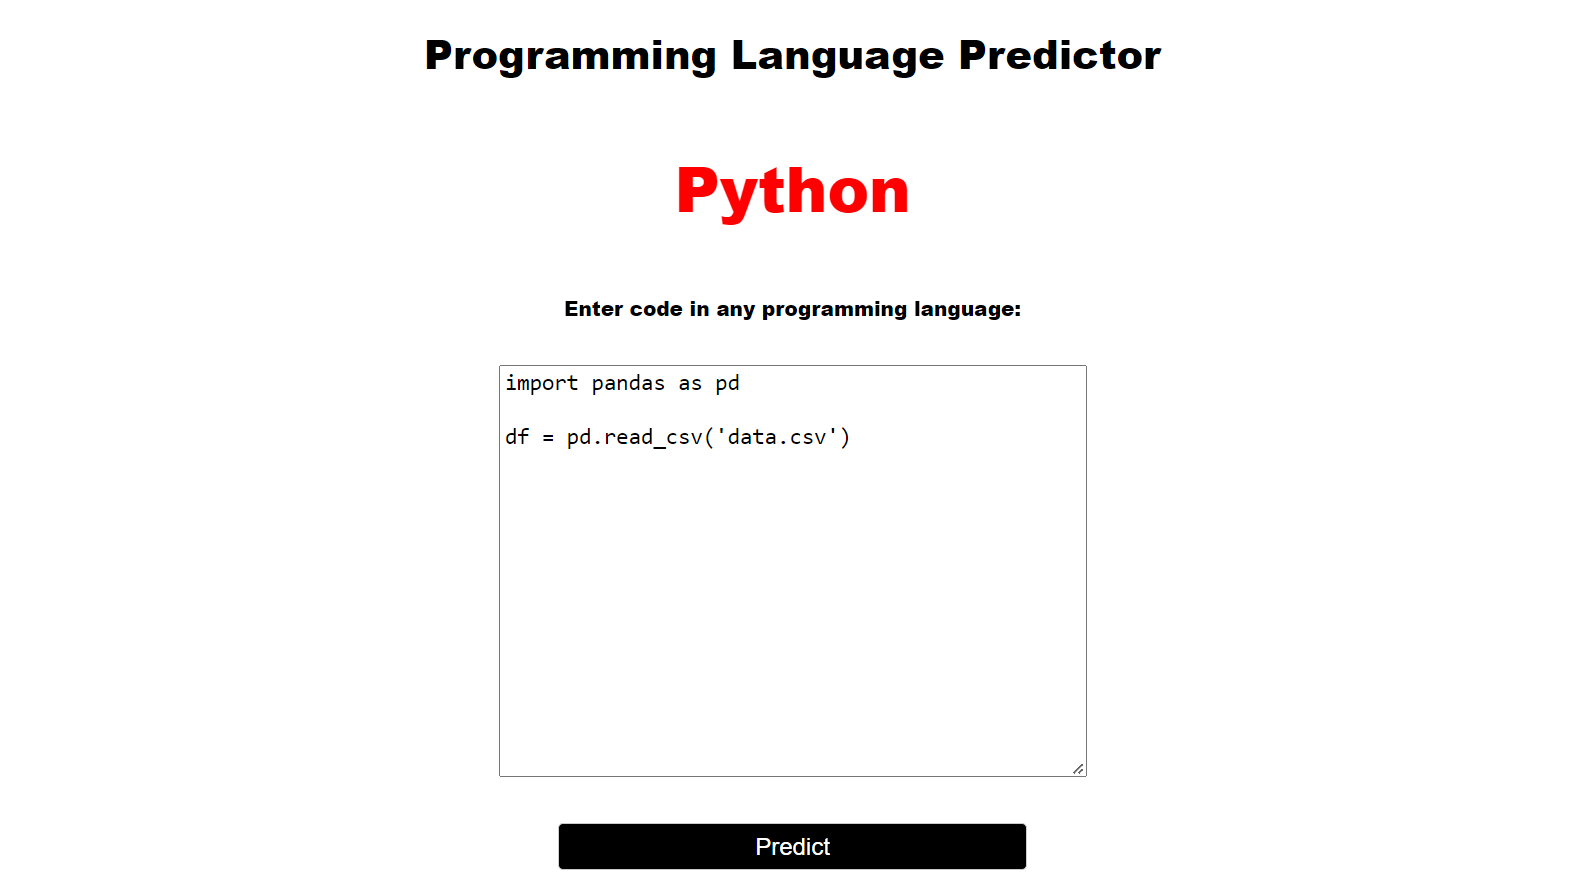 Programming Language Predictor
Python
Enter code in any programming language:
import pandas as pd
df = pd.read_csv('data.csv')
Predict